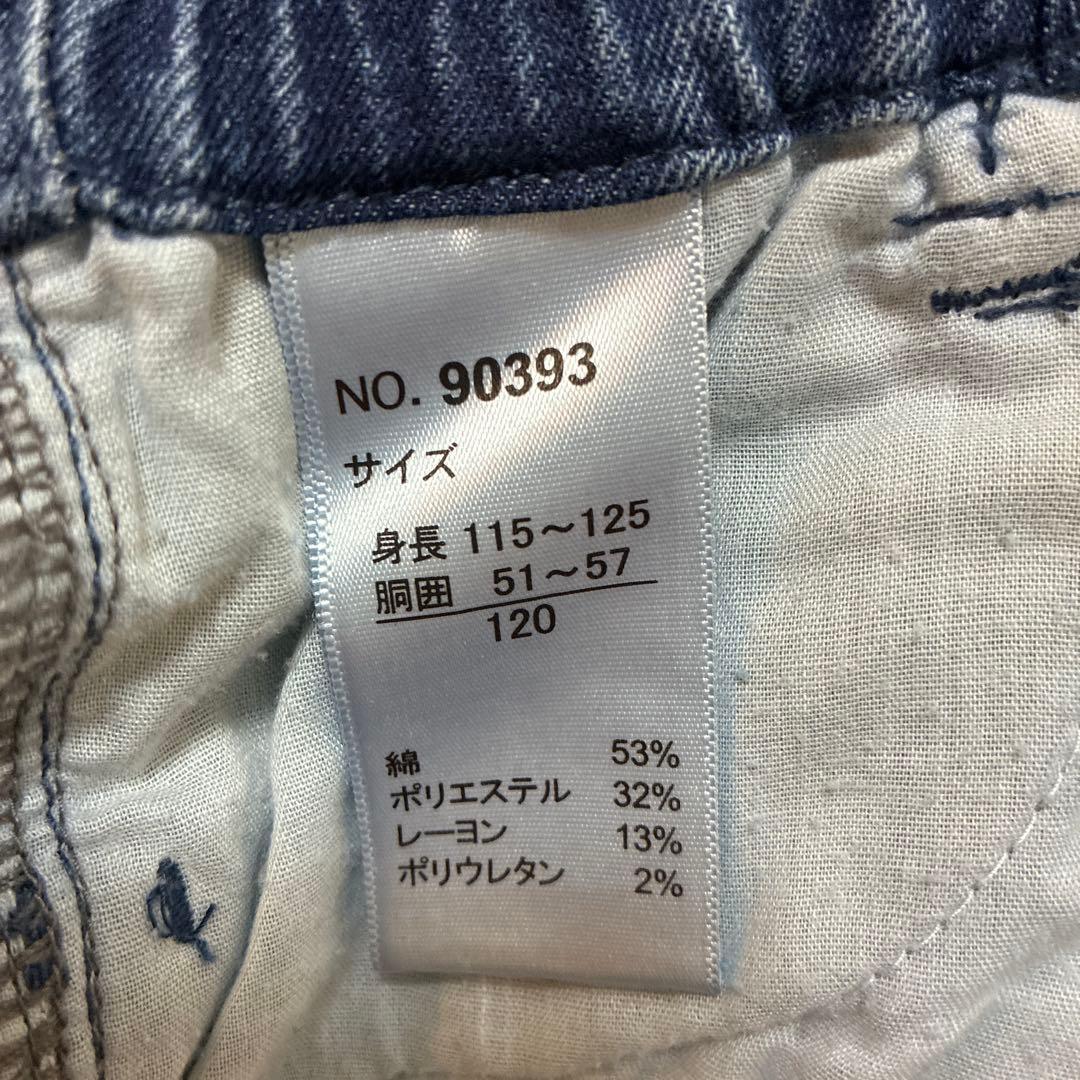 NO. 90393
サイズ
身長 115～125
胴囲 51～57
120
綿 53%
ポリエステル 32%
レーヨン 13%
ポリウレタン 2%